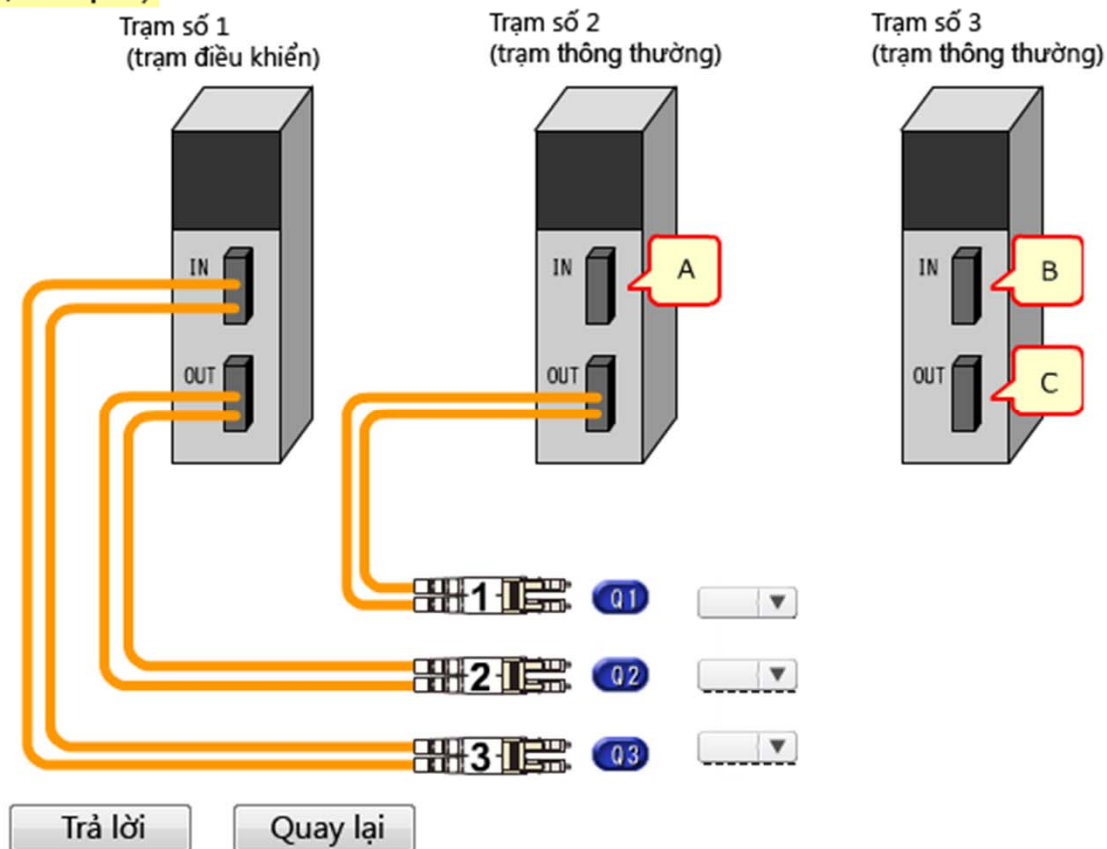 Trạm số 1
(trạm điều khiển)
Trạm số 2
(trạm thông thường)
Trạm số 3
(trạm thông thường)
IN
OUT
IN
A
OUT
IN
B
OUT
C
1
Q1
2
Q2
3
Q3
Trả lời
Quay lại